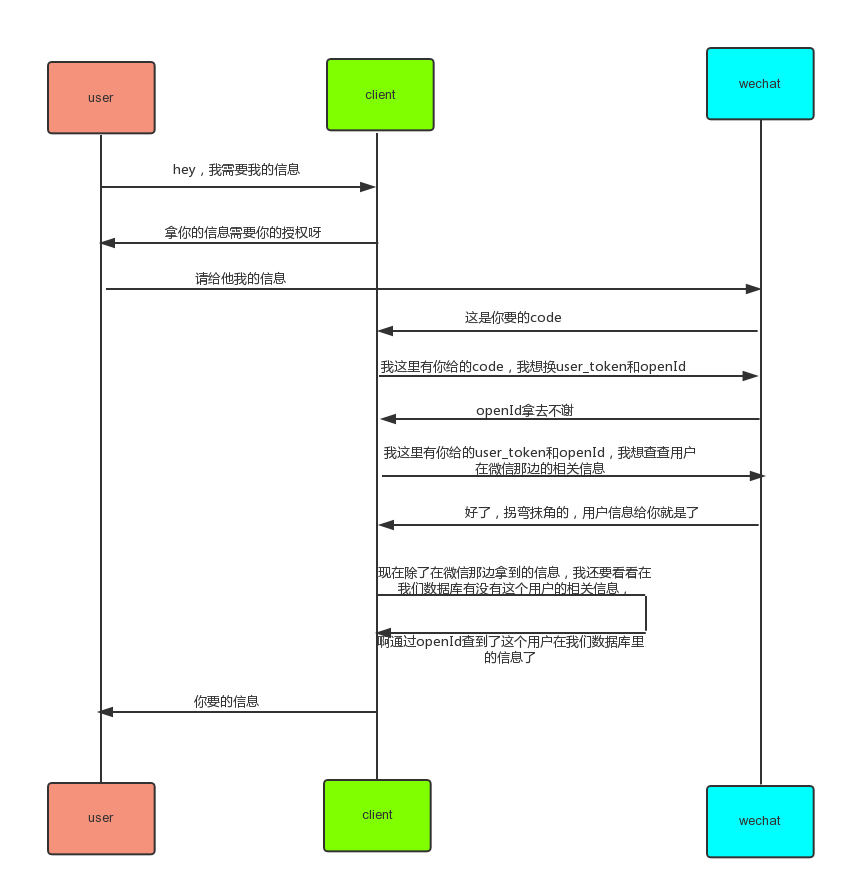 user
client
wechat
hey，我需要我的信息
拿你的信息需要你的授权呀
请给他我的信息
这是你要的code
我这里有你给的code，我想换user_token和openId
openId拿去不谢
我这里有你给的user_token和openId，我想查查用户
在微信那边的相关信息
好了，拐弯抹角的，用户信息给你就是了
现在除了在微信那边拿到的信息，我还要看看在
我们数据库有没有这个用户的相关信息，
啊通过openId查到了这个用户在我们数据库里
的信息了
你要的信息
user
client
wechat